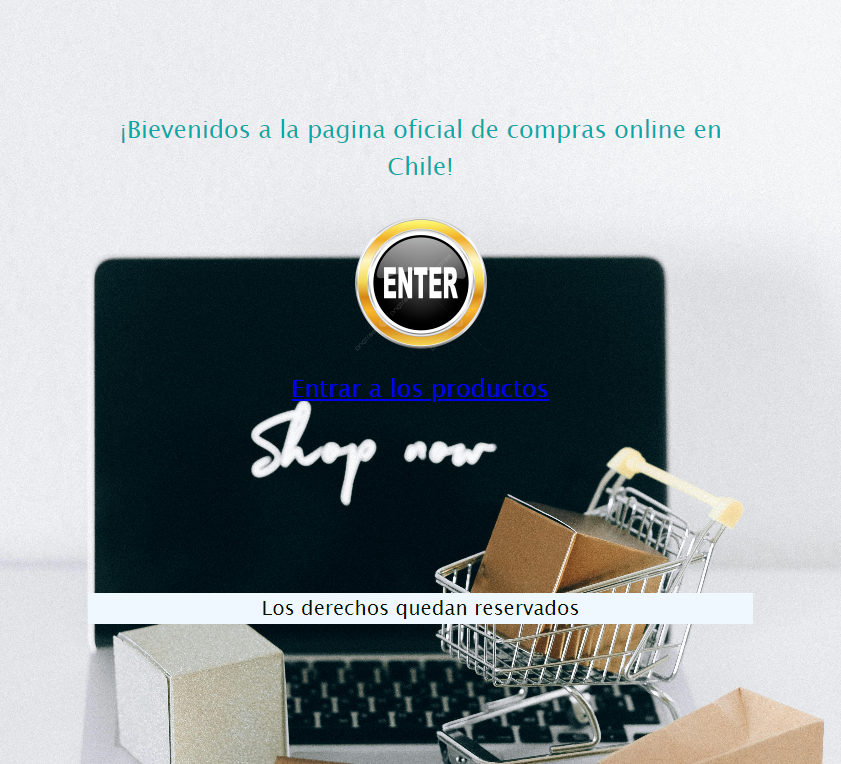 ¡Bievenidos a la pagina oficial de compras online en
Chile!
ENTER
Entrar a los productos
Shop now
Los derechos quedan reservados